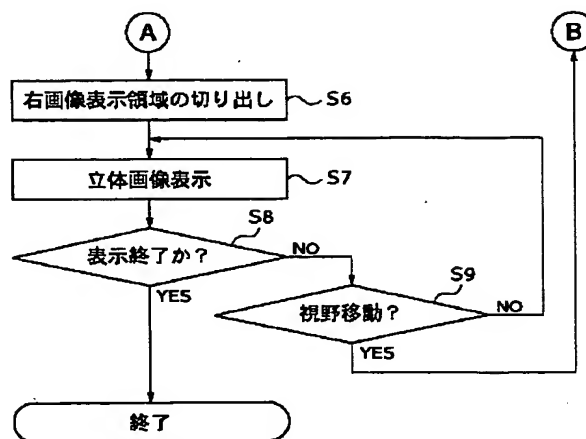 A
B
右画像表示領域の切り出し
S6
立体画像表示
S7
S8
表示終了か？
NO
YES
S9
視野移動？
NO
YES
終了